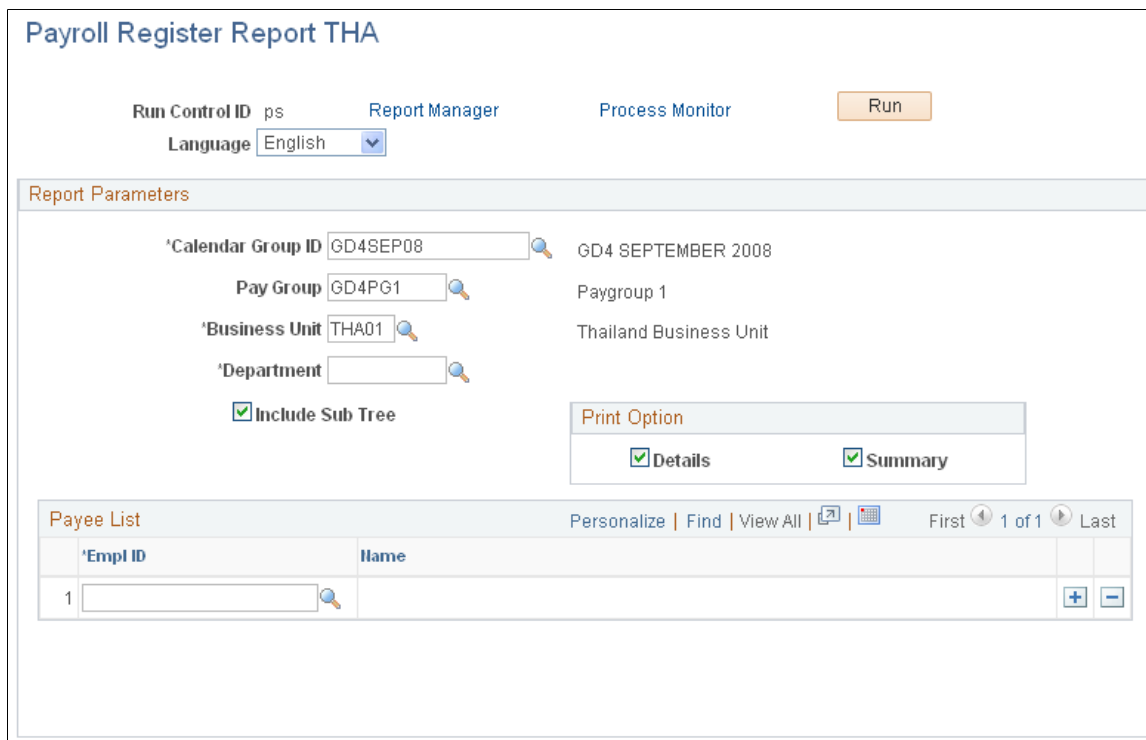 Payroll Register Report THA
Run Control ID ps Report Manager Process Monitor Run
Language English
Report Parameters
*Calendar Group ID GD4SEP08 GD4 SEPTEMBER 2008
Pay Group GD4PG1 Paygroup 1
*Business Unit THA01 Thailand Business Unit
*Department
Include Sub Tree
Print Option
Details Summary
Payee List Personalize | Find | View All | | First 1 of 1 Last
*Empl ID Name
1